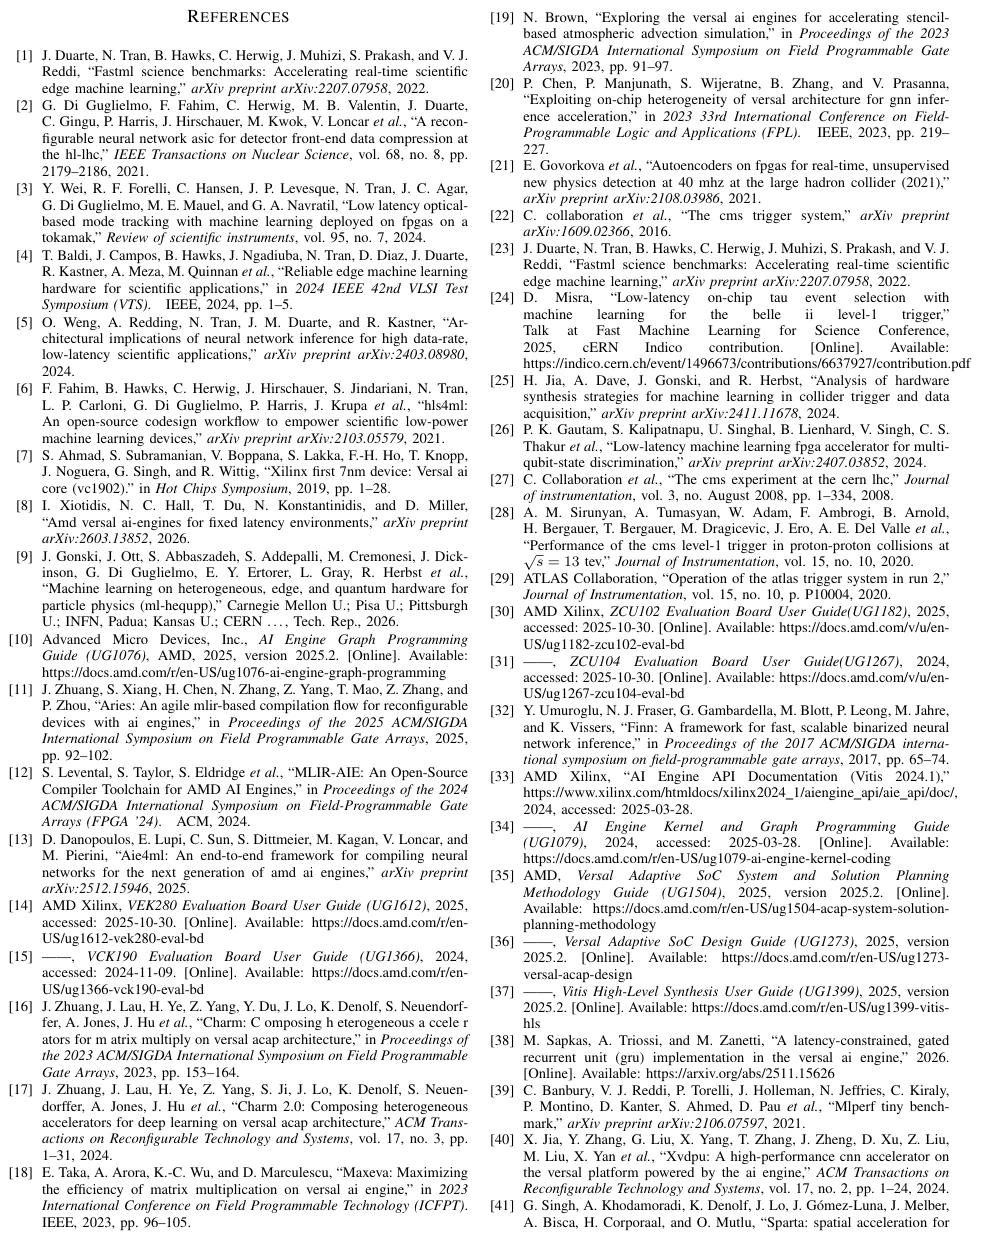 REFERENCES
[1] J. Duarte, N. Tran, B. Hawks, C. Herwig, J. Muhizi, S. Prakash, and V. J.
Reddi, “Fastml science benchmarks: Accelerating real-time scientific
edge machine learning,” arXiv preprint arXiv:2207.07958, 2022.
[2] G. Di Guglielmo, F. Fahim, C. Herwig, M. B. Valentin, J. Duarte,
C. Gingu, P. Harris, J. Hirschauer, M. Kwok, V. Loncar et al., “A recon-
figurable neural network asic for detector front-end data compression at
the hl-lhc,” IEEE Transactions on Nuclear Science, vol. 68, no. 8, pp.
2179–2186, 2021.
[3] Y. Wei, R. F. Forelli, C. Hansen, J. P. Levesque, N. Tran, J. C. Agar,
G. Di Guglielmo, M. E. Mauel, and G. A. Navratil, “Low latency optical-
based mode tracking with machine learning deployed on fpgas on a
tokamak,” Review of scientific instruments, vol. 95, no. 7, 2024.
[4] T. Baldi, J. Campos, B. Hawks, J. Ngadiuba, N. Tran, D. Diaz, J. Duarte,
R. Kastner, A. Meza, M. Quinnan et al., “Reliable edge machine learning
hardware for scientific applications,” in 2024 IEEE 42nd VLSI Test
Symposium (VTS). IEEE, 2024, pp. 1–5.
[5] O. Weng, A. Redding, N. Tran, J. M. Duarte, and R. Kastner, “Ar-
chitectural implications of neural network inference for high data-rate,
low-latency scientific applications,” arXiv preprint arXiv:2403.08980,
2024.
[6] F. Fahim, B. Hawks, C. Herwig, J. Hirschauer, S. Jindariani, N. Tran,
L. P. Carloni, G. Di Guglielmo, P. Harris, J. Krupa et al., “hls4ml:
An open-source codesign workflow to empower scientific low-power
machine learning devices,” arXiv preprint arXiv:2103.05579, 2021.
[7] S. Ahmad, S. Subramanian, V. Boppana, S. Lakka, F.-H. Ho, T. Knopp,
J. Noguera, G. Singh, and R. Wittig, “Xilinx first 7nm device: Versal ai
core (vc1902).” in Hot Chips Symposium, 2019, pp. 1–28.
[8] I. Xiotidis, N. C. Hall, T. Du, N. Konstantinidis, and D. Miller,
“Amd versal ai-engines for fixed latency environments,” arXiv preprint
arXiv:2603.13852, 2026.
[9] J. Gonski, J. Ott, S. Abbaszadeh, S. Addepalli, M. Cremonesi, J. Dick-
inson, G. Di Guglielmo, E. Y. Ertorer, L. Gray, R. Herbst et al.,
“Machine learning on heterogeneous, edge, and quantum hardware for
particle physics (ml-hequpp),” Carnegie Mellon U.; Pisa U.; Pittsburgh
U.; INFN, Padua; Kansas U.; CERN ..., Tech. Rep., 2026.
[10] Advanced Micro Devices, Inc., AI Engine Graph Programming
Guide (UG1076), AMD, 2025, version 2025.2. [Online]. Available:
https://docs.amd.com/r/en-US/ug1076-ai-engine-graph-programming
[11] J. Zhuang, S. Xiang, H. Chen, N. Zhang, Z. Yang, T. Mao, Z. Zhang, and
P. Zhou, “Aries: An agile mlir-based compilation flow for reconfigurable
devices with ai engines,” in Proceedings of the 2025 ACM/SIGDA
International Symposium on Field Programmable Gate Arrays, 2025,
pp. 92–102.
[12] S. Levental, S. Taylor, S. Eldridge et al., “MLIR-AIE: An Open-Source
Compiler Toolchain for AMD AI Engines,” in Proceedings of the 2024
ACM/SIGDA International Symposium on Field-Programmable Gate
Arrays (FPGA ’24). ACM, 2024.
[13] D. Danopoulos, E. Lupi, C. Sun, S. Dittmeier, M. Kagan, V. Loncar, and
M. Pierini, “Aie4ml: An end-to-end framework for compiling neural
networks for the next generation of amd ai engines,” arXiv preprint
arXiv:2512.15946, 2025.
[14] AMD Xilinx, VEK280 Evaluation Board User Guide (UG1612), 2025,
accessed: 2025-10-30. [Online]. Available: https://docs.amd.com/r/en-
US/ug1612-vek280-eval-bd
[15] ——, VCK190 Evaluation Board User Guide (UG1366), 2024,
accessed: 2024-11-09. [Online]. Available: https://docs.amd.com/r/en-
US/ug1366-vck190-eval-bd
[16] J. Zhuang, J. Lau, H. Ye, Z. Yang, Y. Du, J. Lo, K. Denolf, S. Neuendorf-
fer, A. Jones, J. Hu et al., “Charm: C omposing h eterogeneous a ccele r
ators for m atrix multiply on versal acap architecture,” in Proceedings of
the 2023 ACM/SIGDA International Symposium on Field Programmable
Gate Arrays, 2023, pp. 153–164.
[17] J. Zhuang, J. Lau, H. Ye, Z. Yang, S. Ji, J. Lo, K. Denolf, S. Neuen-
dorffer, A. Jones, J. Hu et al., “Charm 2.0: Composing heterogeneous
accelerators for deep learning on versal acap architecture,” ACM Trans-
actions on Reconfigurable Technology and Systems, vol. 17, no. 3, pp.
1–31, 2024.
[18] E. Taka, A. Arora, K.-C. Wu, and D. Marculescu, “Maxeva: Maximizing
the efficiency of matrix multiplication on versal ai engine,” in 2023
International Conference on Field Programmable Technology (ICFPT).
IEEE, 2023, pp. 96–105.
[19] N. Brown, “Exploring the versal ai engines for accelerating stencil-
based atmospheric advection simulation,” in Proceedings of the 2023
ACM/SIGDA International Symposium on Field Programmable Gate
Arrays, 2023, pp. 91–97.
[20] P. Chen, P. Manjunath, S. Wijeratne, B. Zhang, and V. Prasanna,
“Exploiting on-chip heterogeneity of versal architecture for gnn infer-
ence acceleration,” in 2023 33rd International Conference on Field-
Programmable Logic and Applications (FPL). IEEE, 2023, pp. 219–
227.
[21] E. Govorkova et al., “Autoencoders on fpgas for real-time, unsupervised
new physics detection at 40 mhz at the large hadron collider (2021),”
arXiv preprint arXiv:2108.03986, 2021.
[22] C. collaboration et al., “The cms trigger system,” arXiv preprint
arXiv:1609.02366, 2016.
[23] J. Duarte, N. Tran, B. Hawks, C. Herwig, J. Muhizi, S. Prakash, and V. J.
Reddi, “Fastml science benchmarks: Accelerating real-time scientific
edge machine learning,” arXiv preprint arXiv:2207.07958, 2022.
[24] D. Misra, “Low-latency on-chip tau event selection with
machine learning for the belle ii level-1 trigger,”
Talk at Fast Machine Learning for Science Conference,
2025, cERN Indico contribution. [Online]. Available:
https://indico.cern.ch/event/1496673/contributions/6637927/contribution.pdf
[25] H. Jia, A. Dave, J. Gonski, and R. Herbst, “Analysis of hardware
synthesis strategies for machine learning in collider trigger and data
acquisition,” arXiv preprint arXiv:2411.11678, 2024.
[26] P. K. Gautam, S. Kalipatnapu, U. Singhal, B. Lienhard, V. Singh, C. S.
Thakur et al., “Low-latency machine learning fpga accelerator for multi-
qubit-state discrimination,” arXiv preprint arXiv:2407.03852, 2024.
[27] C. Collaboration et al., “The cms experiment at the cern lhc,” Journal
of instrumentation, vol. 3, no. August 2008, pp. 1–334, 2008.
[28] A. M. Sirunyan, A. Tumasyan, W. Adam, F. Ambrogi, B. Arnold,
H. Bergauer, T. Bergauer, M. Dragicevic, J. Ero, A. E. Del Valle et al.,
“Performance of the cms level-1 trigger in proton-proton collisions at
√s = 13 tev,” Journal of Instrumentation, vol. 15, no. 10, 2020.
[29] ATLAS Collaboration, “Operation of the atlas trigger system in run 2,”
Journal of Instrumentation, vol. 15, no. 10, p. P10004, 2020.
[30] AMD Xilinx, ZCU102 Evaluation Board User Guide(UG1182), 2025,
accessed: 2025-10-30. [Online]. Available: https://docs.amd.com/v/u/en-
US/ug1182-zcu102-eval-bd
[31] ——, ZCU104 Evaluation Board User Guide(UG1267), 2024,
accessed: 2025-10-30. [Online]. Available: https://docs.amd.com/v/u/en-
US/ug1267-zcu104-eval-bd
[32] Y. Umuroglu, N. J. Fraser, G. Gambardella, M. Blott, P. Leong, M. Jahre,
and K. Vissers, “Finn: A framework for fast, scalable binarized neural
network inference,” in Proceedings of the 2017 ACM/SIGDA interna-
tional symposium on field-programmable gate arrays, 2017, pp. 65–74.
[33] AMD Xilinx, “AI Engine API Documentation (Vitis 2024.1),”
https://www.xilinx.com/htmldocs/xilinx2024_1/aiengine_api/aie_api/doc/,
2024, accessed: 2025-03-28.
[34] ——, AI Engine Kernel and Graph Programming Guide
(UG1079), 2024, accessed: 2025-03-28. [Online]. Available:
https://docs.amd.com/r/en-US/ug1079-ai-engine-kernel-coding
[35] AMD, Versal Adaptive SoC System and Solution Planning
Methodology Guide (UG1504), 2025, version 2025.2. [Online].
Available: https://docs.amd.com/r/en-US/ug1504-acap-system-solution-
planning-methodology
[36] ——, Versal Adaptive SoC Design Guide (UG1273), 2025, version
2025.2. [Online]. Available: https://docs.amd.com/r/en-US/ug1273-
versal-acap-design
[37] ——, Vitis High-Level Synthesis User Guide (UG1399), 2025, version
2025.2. [Online]. Available: https://docs.amd.com/r/en-US/ug1399-vitis-
hls
[38] M. Sapkas, A. Triossi, and M. Zanetti, “A latency-constrained, gated
recurrent unit (gru) implementation in the versal ai engine,” 2026.
[Online]. Available: https://arxiv.org/abs/2511.15626
[39] C. Banbury, V. J. Reddi, P. Torelli, J. Holleman, N. Jeffries, C. Kiraly,
P. Montino, D. Kanter, S. Ahmed, D. Pau et al., “Mlperf tiny bench-
mark,” arXiv preprint arXiv:2106.07597, 2021.
[40] X. Jia, Y. Zhang, G. Liu, X. Yang, T. Zhang, J. Zheng, D. Xu, Z. Liu,
M. Liu, X. Yan et al., “Xvdpu: A high-performance cnn accelerator on
the versal platform powered by the ai engine,” ACM Transactions on
Reconfigurable Technology and Systems, vol. 17, no. 2, pp. 1–24, 2024.
[41] G. Singh, A. Khodamoradi, K. Denolf, J. Lo, J. Gómez-Luna, J. Melber,
A. Bisca, H. Corporaal, and O. Mutlu, “Sparta: spatial acceleration for